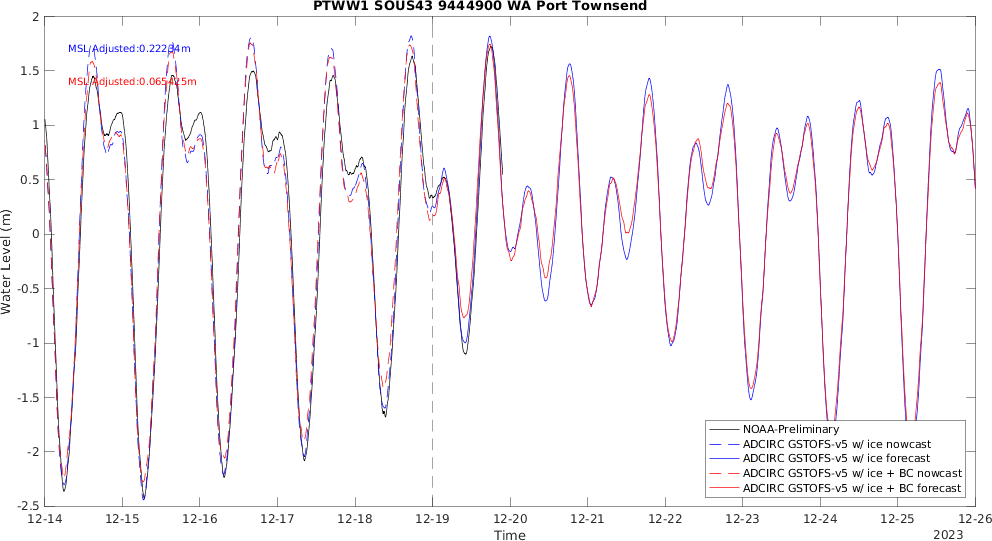 PTWW1 SOUS43 9444900 WA Port Townsend
2
1.5
1
0.5
0
-0.5
-1
-1.5
-2
-2.5
Water Level (m)
MSL Adjusted:0.22234m
MSL Adjusted:0.065425m
NOAA-Preliminary
ADCIRC GSTOFS-v5 w/ ice nowcast
ADCIRC GSTOFS-v5 w/ ice forecast
ADCIRC GSTOFS-v5 w/ ice + BC nowcast
ADCIRC GSTOFS-v5 w/ ice + BC forecast
12-14 12-15 12-16 12-17 12-18 12-19 12-20 12-21 12-22 12-23 12-24 12-25 12-26
Time
2023